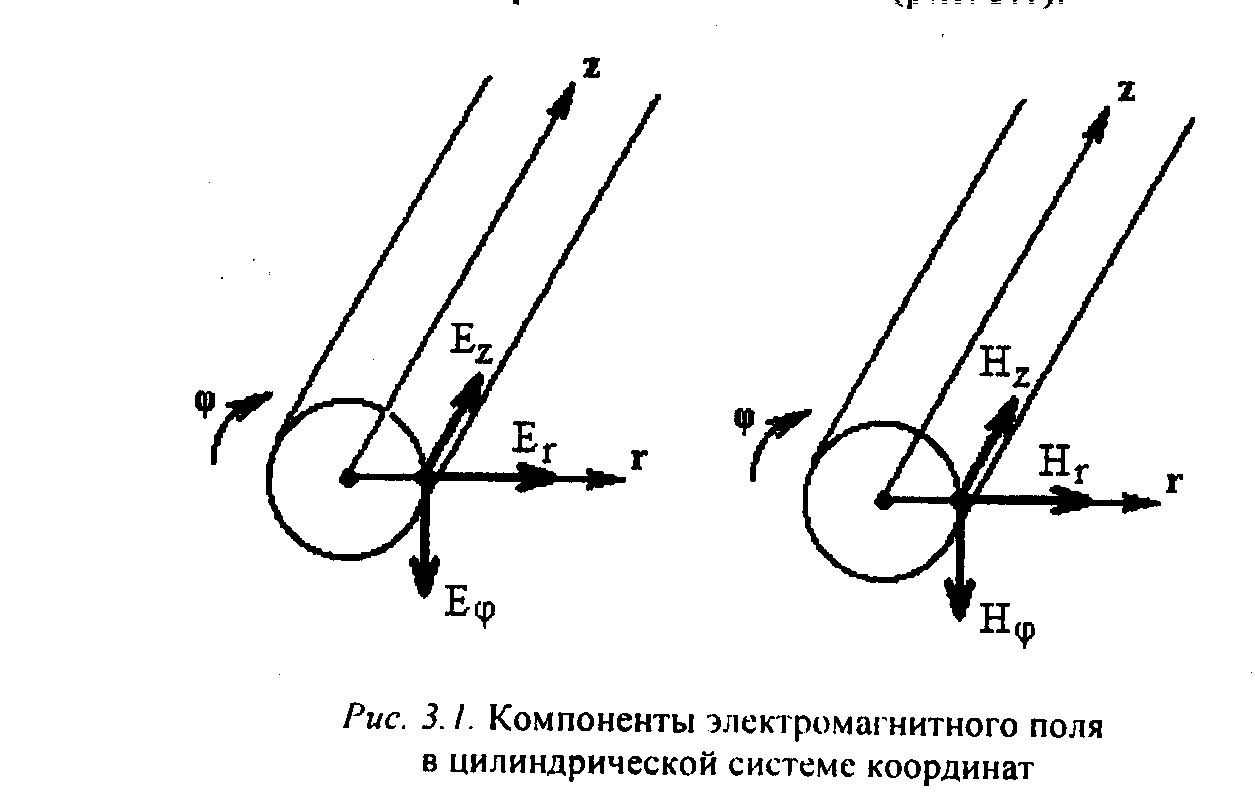 z
z
E_z
H_z
φ
φ
E_r
r
H_r
r
E_φ
H_φ
Рис. 3.1. Компоненты электромагнитного поля
в цилиндрической системе координат